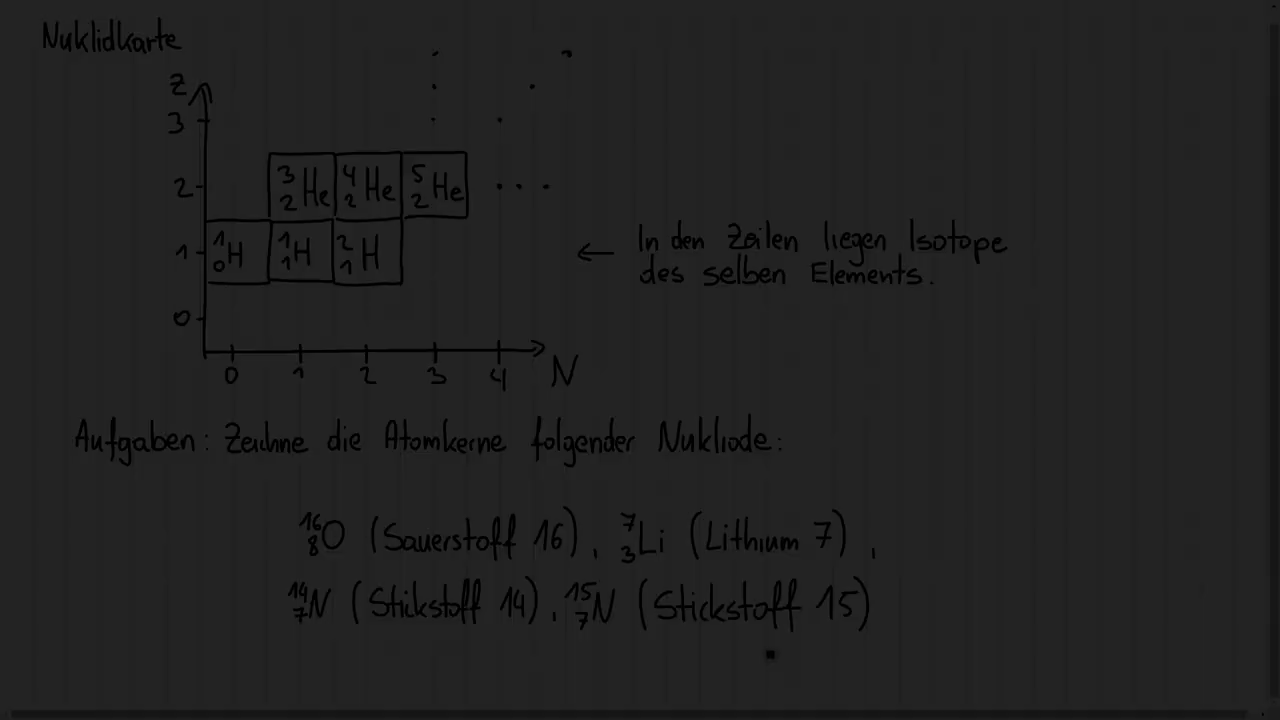 Nuklidkarte
Z
3
2 ³₂He ⁴₂He ⁵₂He ...
1 ¹₀H ¹₁H ²₁H
← In den Zeilen liegen Isotope
des selben Elements.
0
0 1 2 3 4 N
Aufgaben: Zeichne die Atomkerne folgender Nukliode:
¹⁶₈O (Sauerstoff 16), ⁷₃Li (Lithium 7),
¹⁴₇N (Stickstoff 14), ¹⁵₇N (Stickstoff 15)